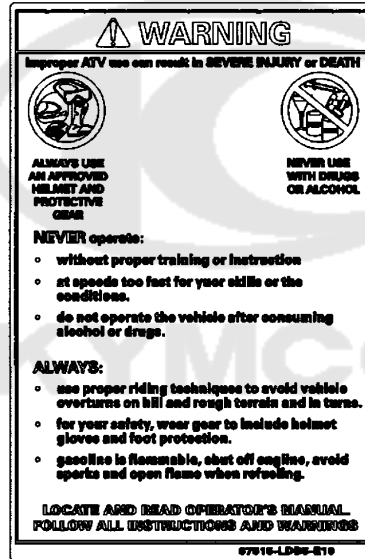 WARNING
Improper ATV use can result in SEVERE INJURY or DEATH
ALWAYS USE
AN APPROVED
HELMET AND
PROTECTIVE
GEAR
NEVER USE
WITH DRUGS
OR ALCOHOL
NEVER operate:
◦ without proper training or instruction
◦ at speeds too fast for your skills or the
conditions.
◦ do not operate the vehicle after consuming
alcohol or drugs.
ALWAYS:
◦ use proper riding techniques to avoid vehicle
overturns on hill and rough terrain and in turns.
◦ for your safety, wear gear to include helmet
gloves and foot protection.
◦ gasoline is flammable, shut off engline, avoid
sparks and open flame when refueling.
LOCATE AND READ OPERATOR'S MANUAL.
FOLLOW ALL INSTRUCTIONS AND WARNINGS